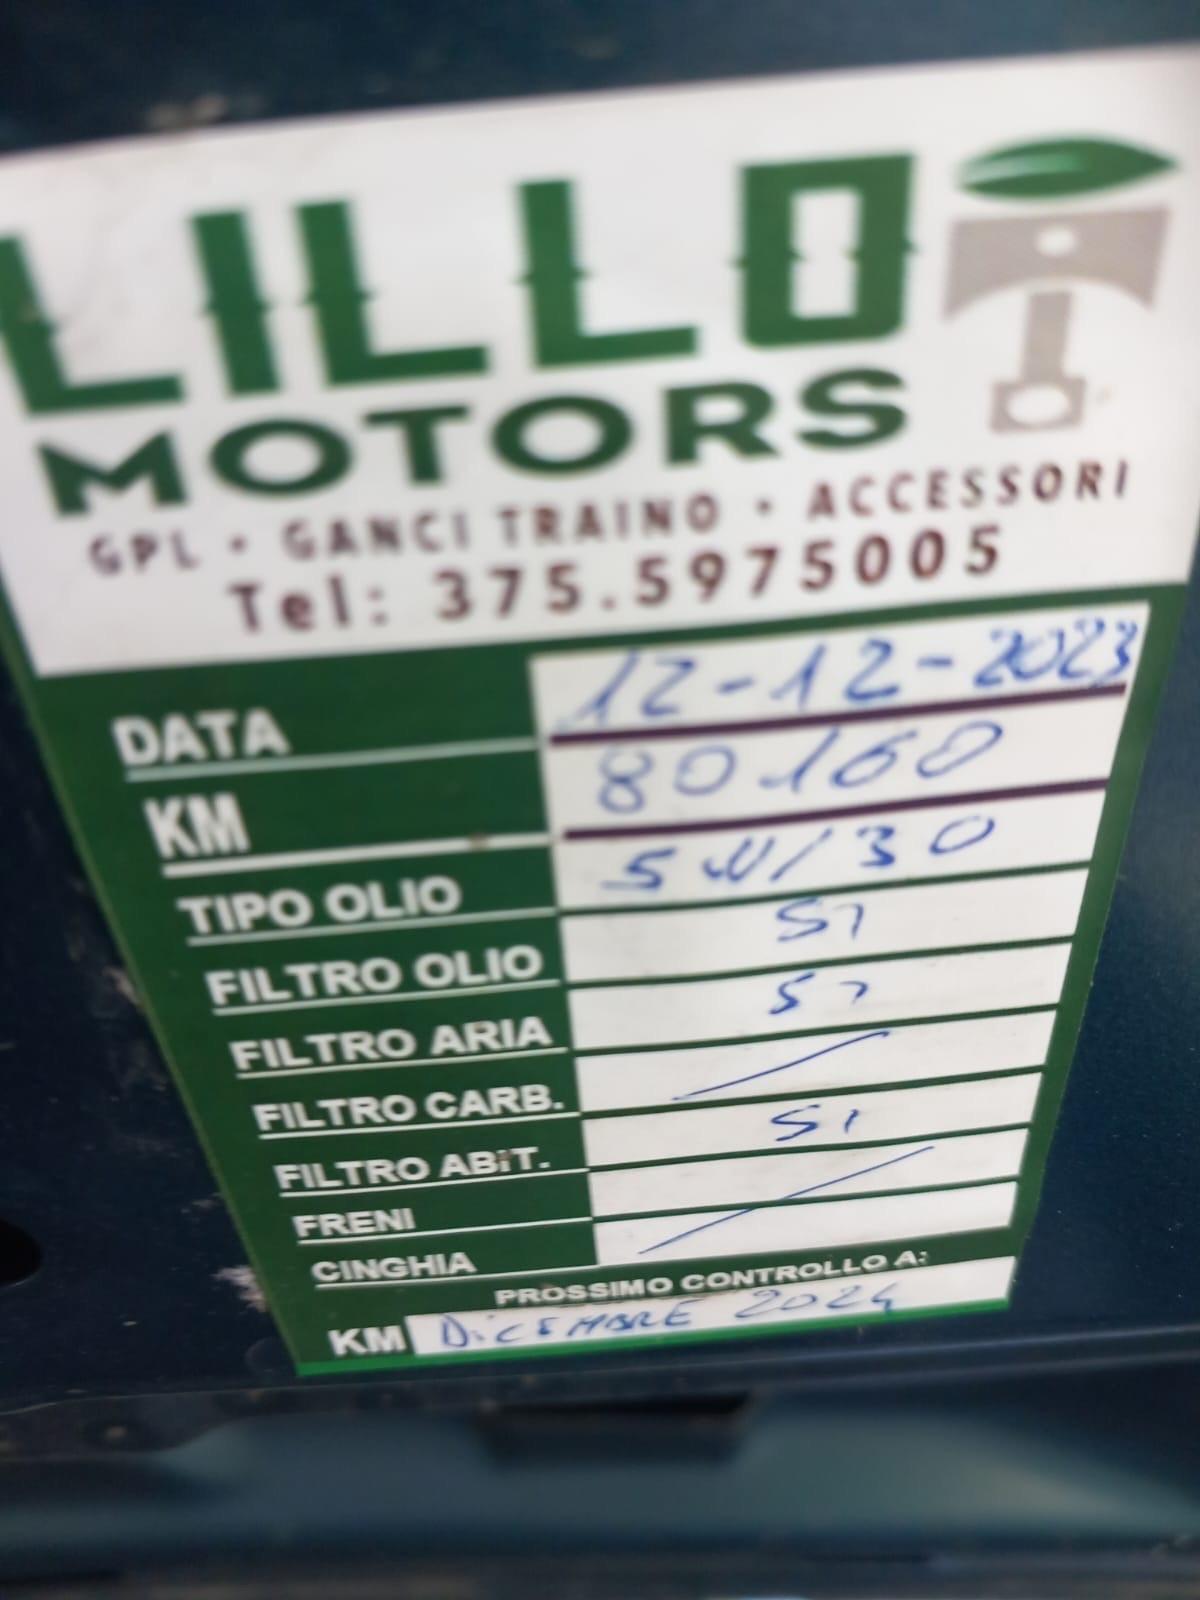 LILLO
MOTORS
GPL • GANCI TRAINO • ACCESSORI
Tel: 375.5975005
DATA 12-12-2023
KM 80160
TIPO OLIO 5W/30
FILTRO OLIO SI
FILTRO ARIA SI
FILTRO CARB. /
FILTRO ABIT. SI
FRENI
CINGHIA /
PROSSIMO CONTROLLO A:
KM DICEMBRE 2024